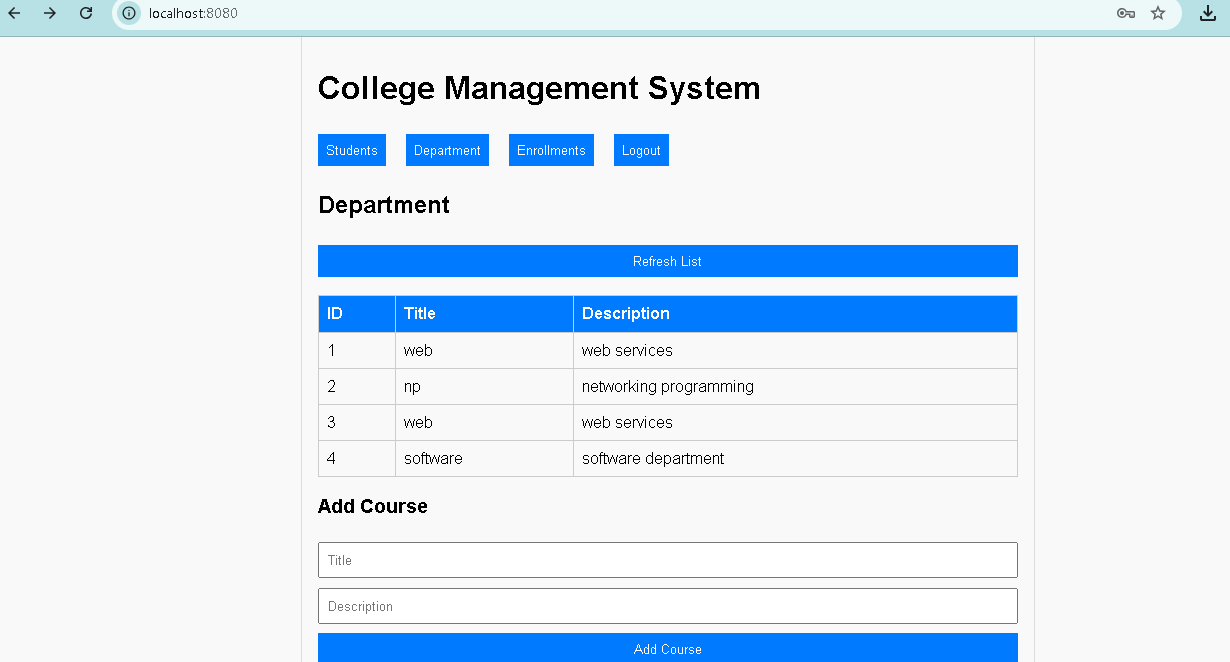 localhost:8080
College Management System
Students Department Enrollments Logout
Department
Refresh List
ID Title Description
1 web web services
2 np networking programming
3 web web services
4 software software department
Add Course
Title
Description
Add Course